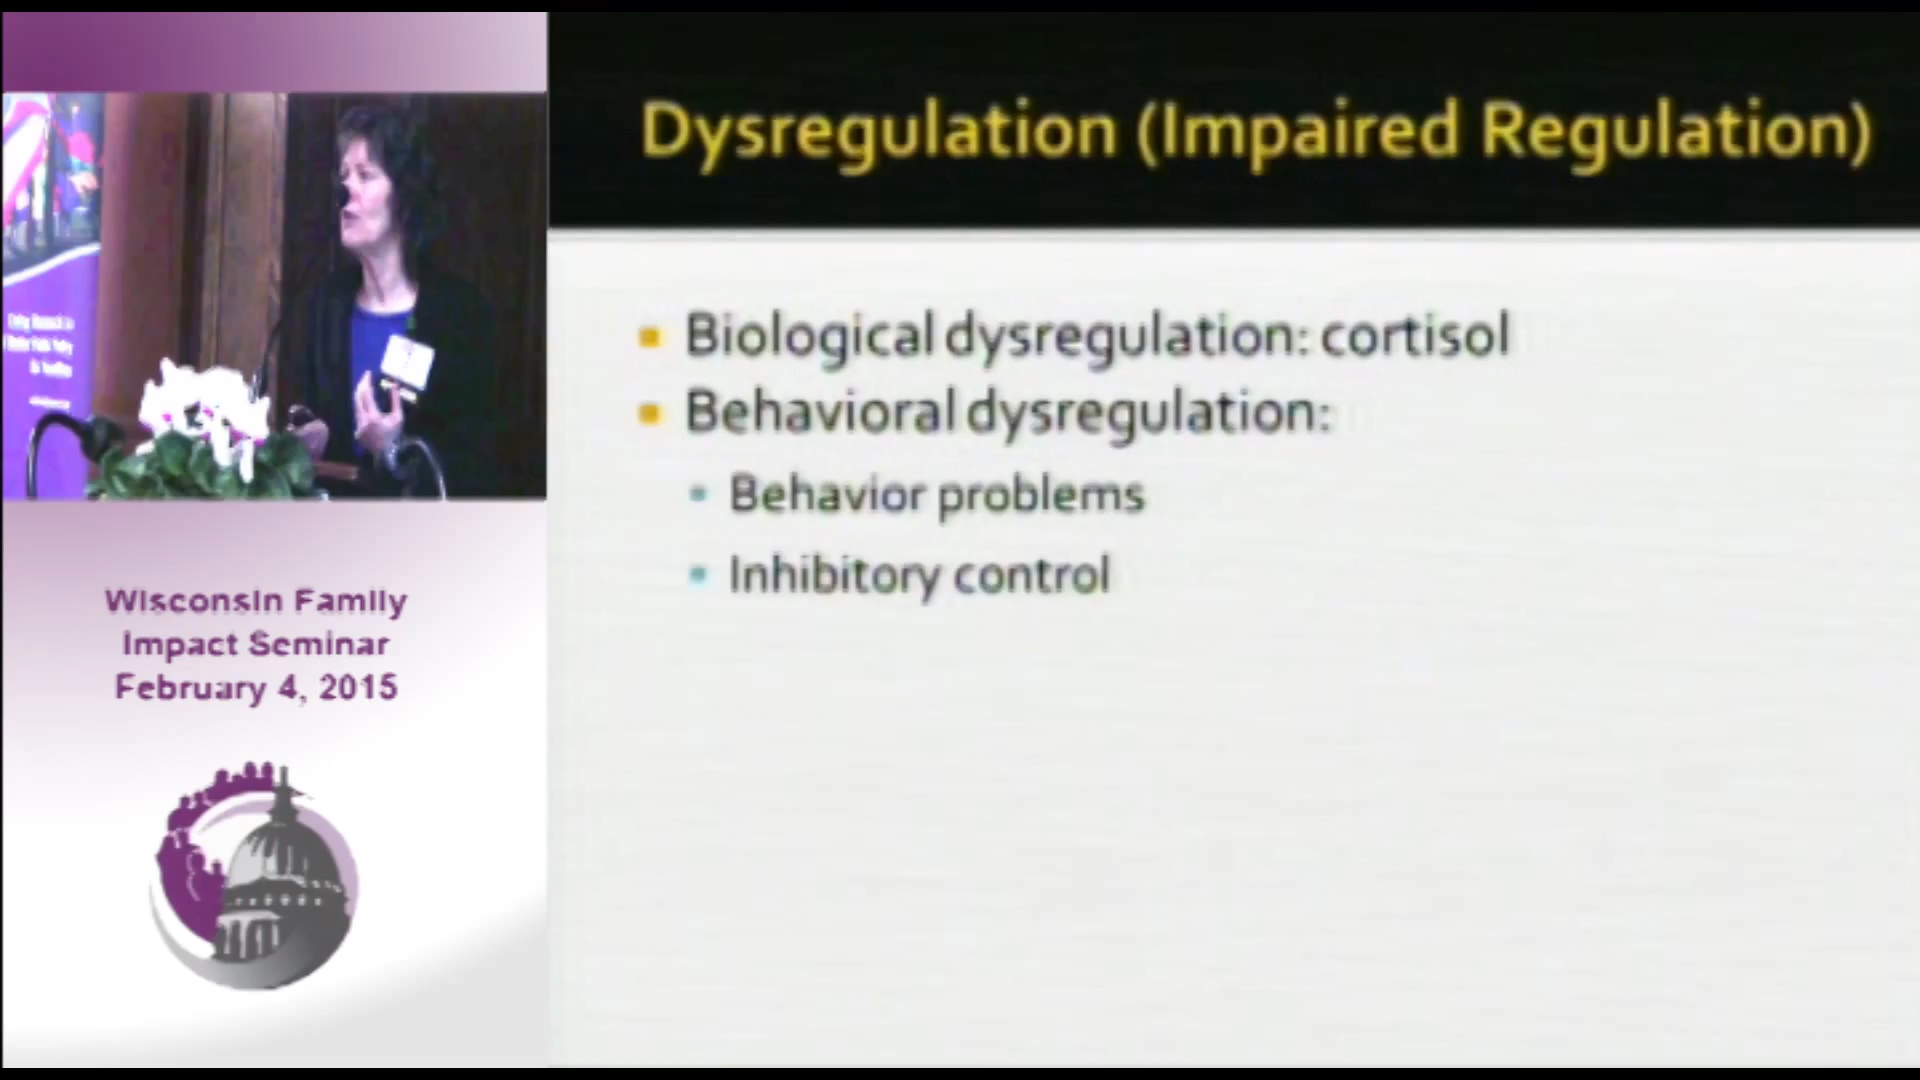 Dysregulation (Impaired Regulation)
Biological dysregulation: cortisol
Behavioral dysregulation:
Behavior problems
Inhibitory control
Wisconsin Family
Impact Seminar
February 4, 2015